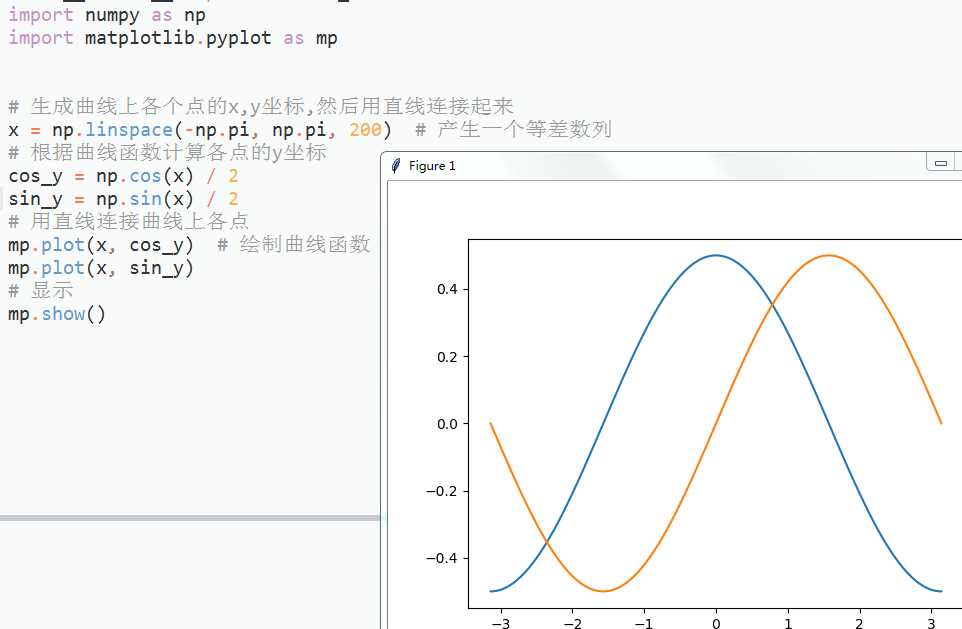 import numpy as np
import matplotlib.pyplot as mp
# 生成曲线上各个点的x,y坐标,然后用直线连接起来
x = np.linspace(-np.pi, np.pi, 200)  # 产生一个等差数列
# 根据曲线函数计算各点的y坐标
cos_y = np.cos(x) / 2
sin_y = np.sin(x) / 2
# 用直线连接曲线上各点
mp.plot(x, cos_y)  # 绘制曲线函数
mp.plot(x, sin_y)
# 显示
mp.show()
Figure 1
0.4
0.2
0.0
−0.2
−0.4
−3 −2 −1 0 1 2 3